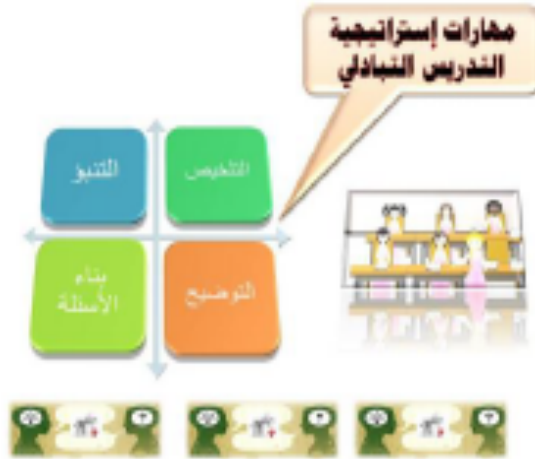 مهارات إستراتيجية
التدريس التبادلي
التلخيص
التنبؤ
التوضيح
بناء
الأسئلة